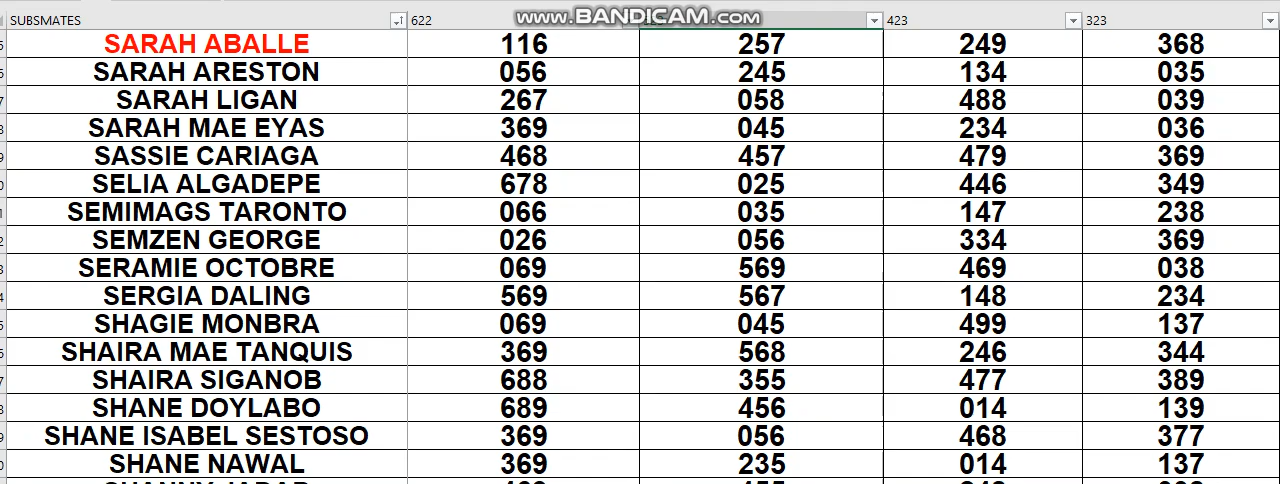 SUBSMATES 622 423 323
www.BANDICAM.com
SARAH ABALLE 116 257 249 368
SARAH ARESTON 056 245 134 035
SARAH LIGAN 267 058 488 039
SARAH MAE EYAS 369 045 234 036
SASSIE CARIAGA 468 457 479 369
SELIA ALGADEPE 678 025 446 349
SEMIMAGS TARONTO 066 035 147 238
SEMZEN GEORGE 026 056 334 369
SERAMIE OCTOBRE 069 569 469 038
SERGIA DALING 569 567 148 234
SHAGIE MONBRA 069 045 499 137
SHAIRA MAE TANQUIS 369 568 246 344
SHAIRA SIGANOB 688 355 477 389
SHANE DOYLABO 689 456 014 139
SHANE ISABEL SESTOSO 369 056 468 377
SHANE NAWAL 369 235 014 137